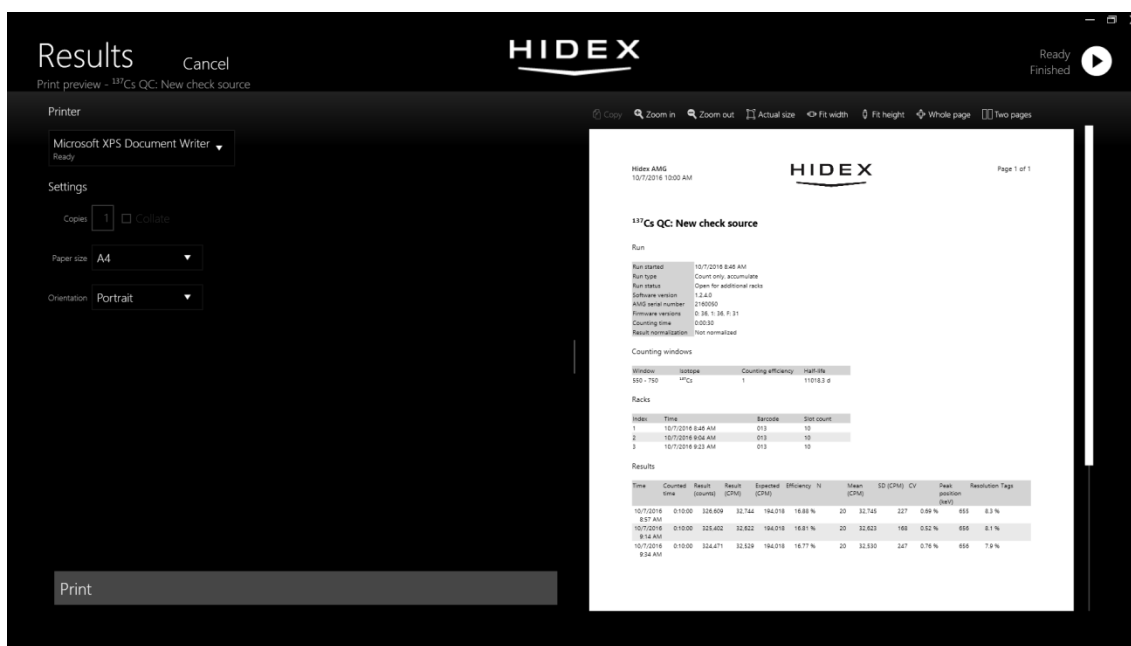 Results Cancel
Print preview - ¹³⁷Cs QC: New check source
HIDEX
Ready
Finished
Printer
Microsoft XPS Document Writer
Ready
Settings
Copies 1 Collate
Paper size A4
Orientation Portrait
Print
Copy Zoom in Zoom out Actual size Fit width Fit height Whole page Two pages
Hidex AMG
10/7/2016 10:00 AM
HIDEX
Page 1 of 1
¹³⁷Cs QC: New check source
Run
Run started 10/7/2016 8:46 AM
Run type Count only, accumulate
Run status Open for additional racks
Software version 1.2.4.0
AMG serial number 2160050
Firmware versions 0: 36, 1: 36, F: 31
Counting time 0:00:30
Result normalization Not normalized
Counting windows
Window Isotope Counting efficiency Half-life
550 - 750 ¹³⁷Cs 1 11018.3 d
Racks
Index Time Barcode Slot count
1 10/7/2016 8:46 AM 013 10
2 10/7/2016 9:04 AM 013 10
3 10/7/2016 9:23 AM 013 10
Results
Time Counted Result Result Expected Efficiency N Mean SD (CPM) CV Peak Resolution Tags
time (counts) (CPM) (CPM) (CPM) position
(keV)
10/7/2016 0:10:00 326,609 32,744 194,018 16.88 % 20 32,745 227 0.69 % 655 8.3 %
8:57 AM
10/7/2016 0:10:00 325,402 32,622 194,018 16.81 % 20 32,623 168 0.52 % 656 8.1 %
9:14 AM
10/7/2016 0:10:00 324,471 32,529 194,018 16.77 % 20 32,530 247 0.76 % 656 7.9 %
9:34 AM